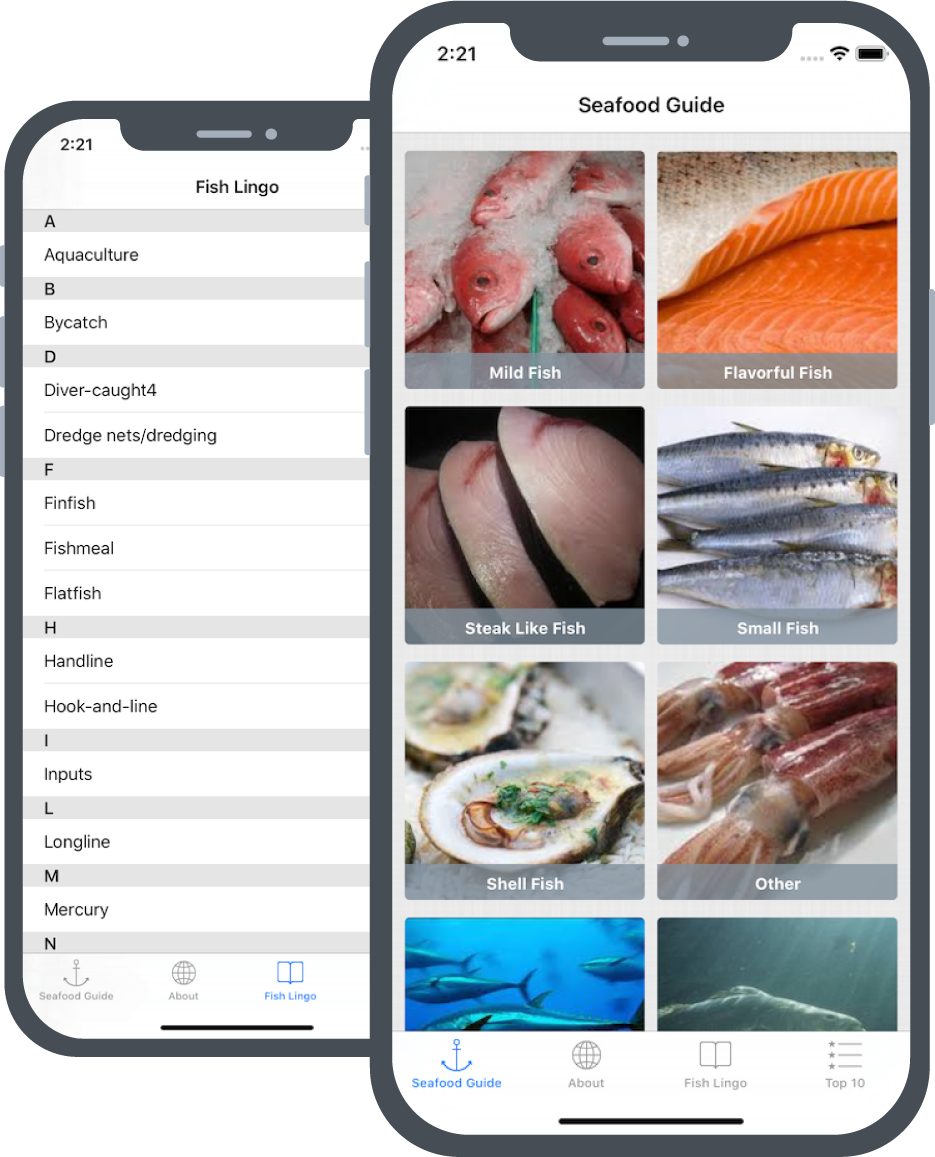 2:21
Fish Lingo
A
Aquaculture
B
Bycatch
D
Diver-caught4
Dredge nets/dredging
F
Finfish
Fishmeal
Flatfish
H
Handline
Hook-and-line
I
Inputs
L
Longline
M
Mercury
N
Seafood Guide
About
Fish Lingo
2:21
Seafood Guide
Mild Fish
Flavorful Fish
Steak Like Fish
Small Fish
Shell Fish
Other
Seafood Guide
About
Fish Lingo
Top 10